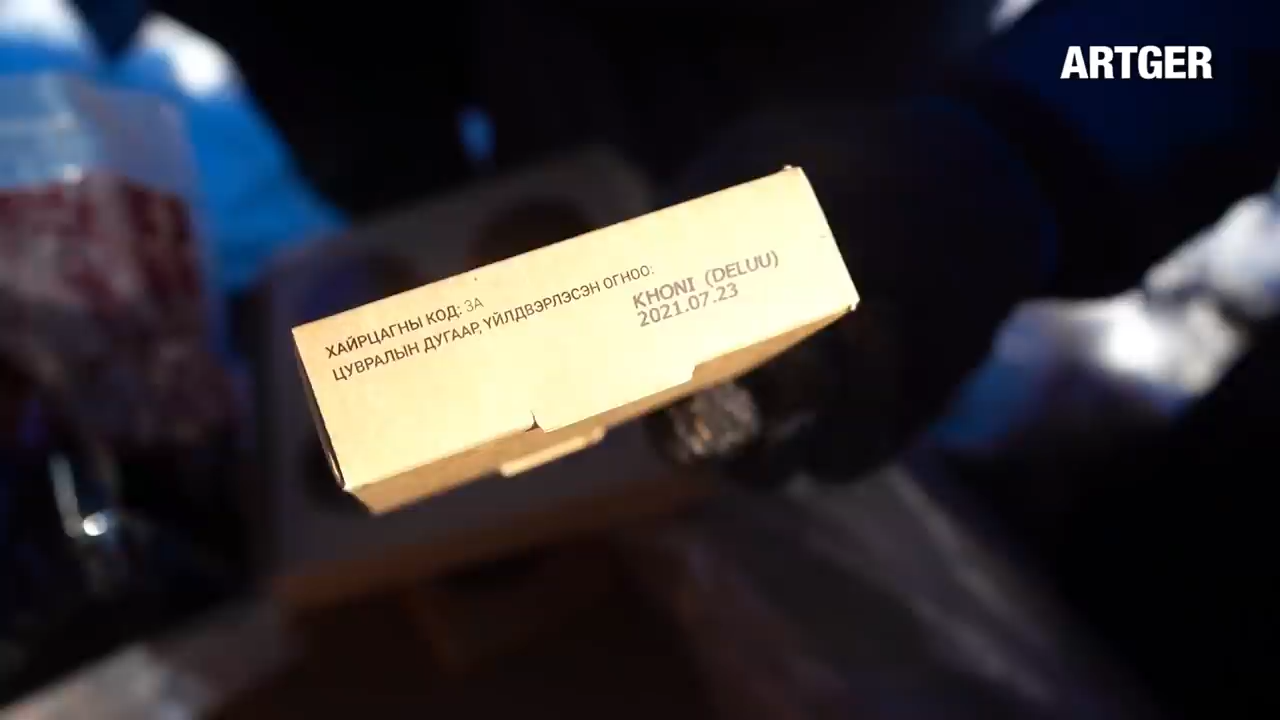 ARTGER
ХАЙРЦАГНЫ КОД: 3А
ЦУВРАЛЫН ДУГААР, ҮЙЛДВЭРЛЭСЭН ОГНОО:
KHONI (DELUU)
2021.07.23